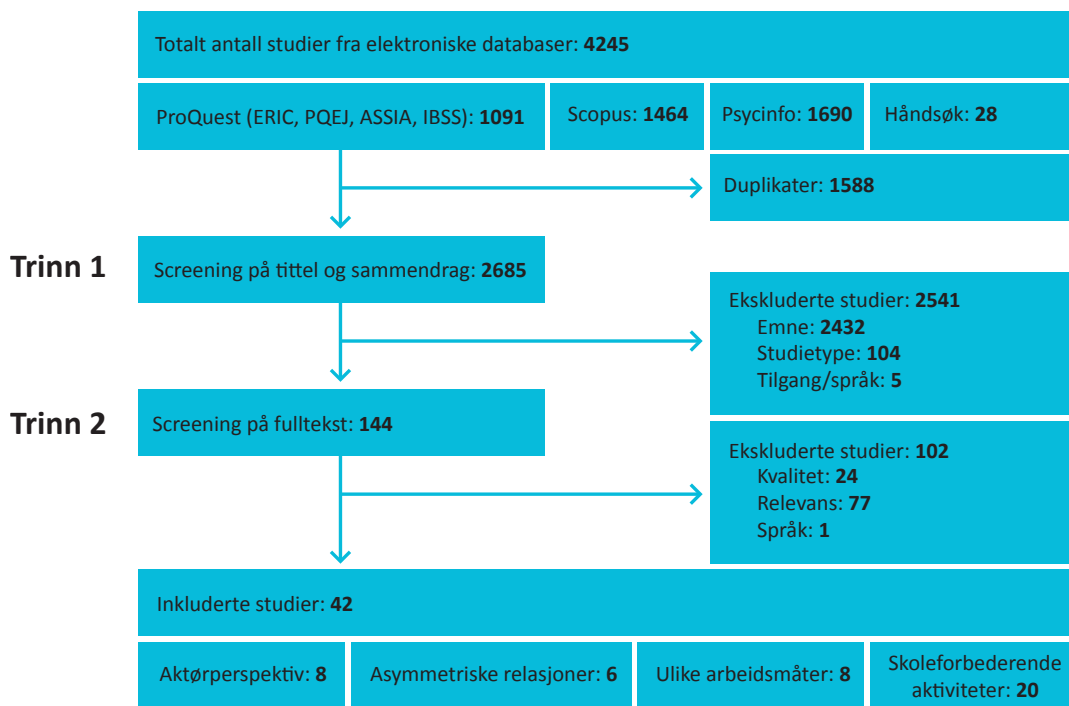 Totalt antall studier fra elektroniske databaser: 4245
ProQuest (ERIC, PQEJ, ASSIA, IBSS): 1091
Scopus: 1464
Psycinfo: 1690
Håndsøk: 28
Duplikater: 1588
Trinn 1
Screening på tittel og sammendrag: 2685
Ekskluderte studier: 2541
Emne: 2432
Studietype: 104
Tilgang/språk: 5
Trinn 2
Screening på fulltekst: 144
Ekskluderte studier: 102
Kvalitet: 24
Relevans: 77
Språk: 1
Inkluderte studier: 42
Aktørperspektiv: 8
Asymmetriske relasjoner: 6
Ulike arbeidsmåter: 8
Skoleforbederende
aktiviteter: 20